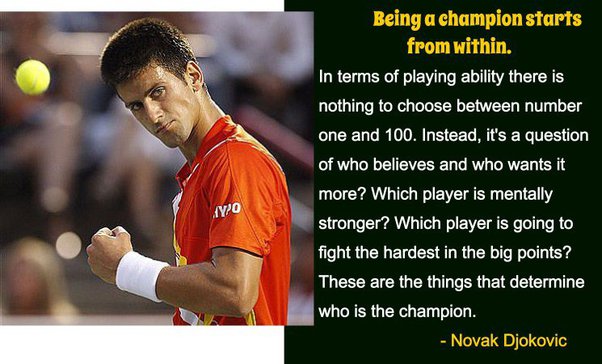 Being a champion starts
from within.
In terms of playing ability there is
nothing to choose between number
one and 100. Instead, it's a question
of who believes and who wants it
more? Which player is mentally
stronger? Which player is going to
fight the hardest in the big points?
These are the things that determine
who is the champion.
- Novak Djokovic
HYPO